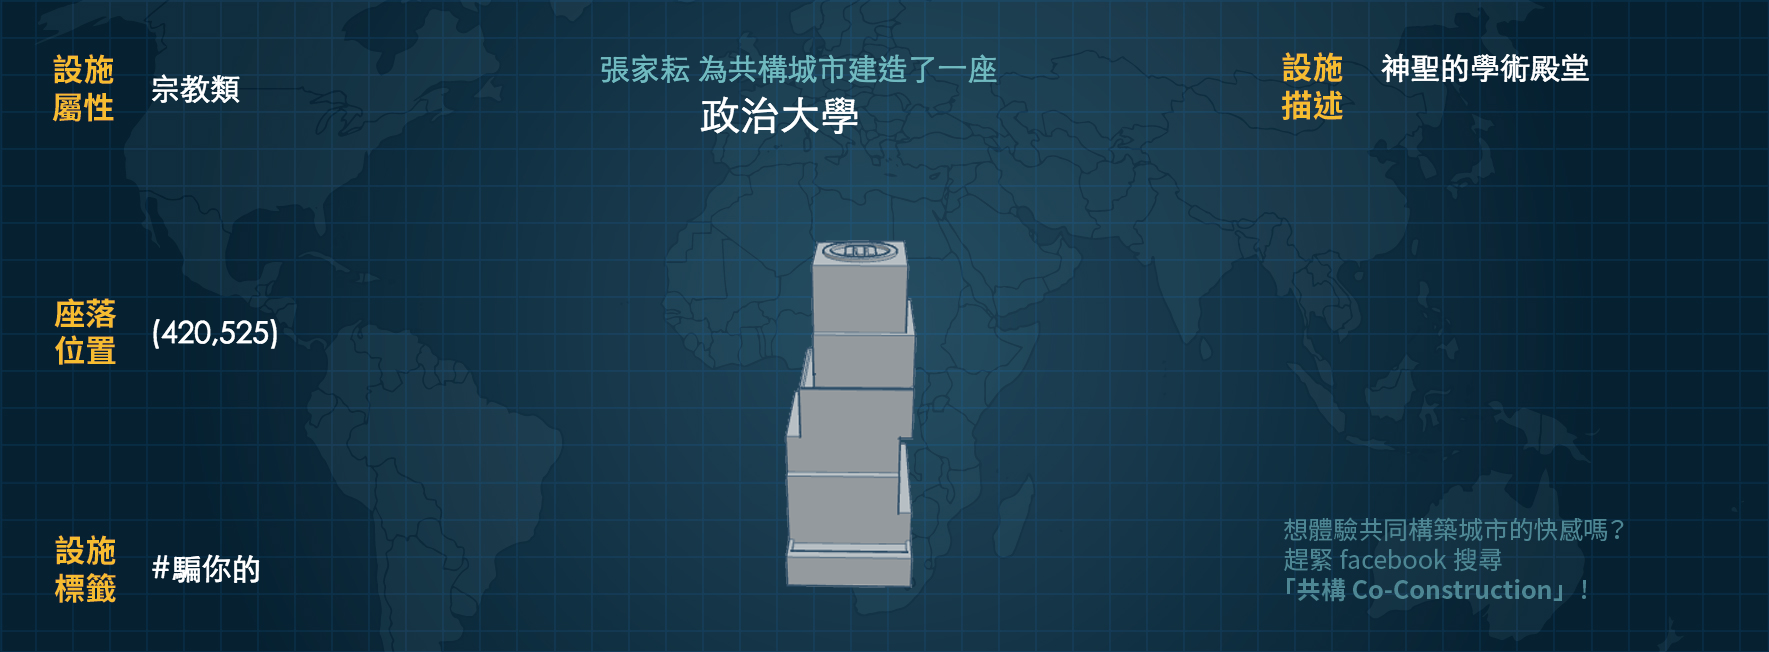 設施
屬性
宗教類
張家耘 為共構城市建造了一座
政治大學
設施
描述
神聖的學術殿堂
座落
位置
(420,525)
設施
標籤
#騙你的
想體驗共同構築城市的快感嗎?
趕緊 facebook 搜尋
「共構 Co-Construction」!